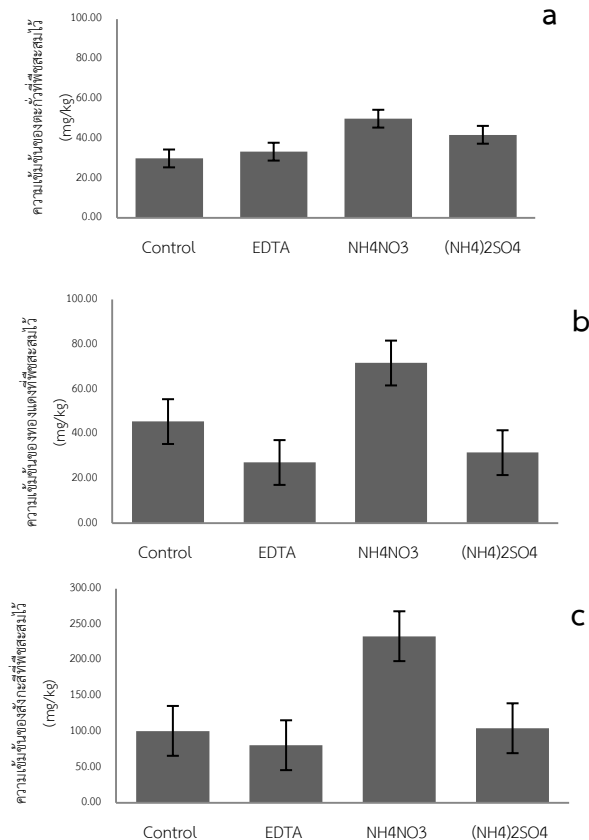 a
ความเข้มข้นของตะกั่วที่พืชสะสมไว้
(mg/kg)
100.00
80.00
60.00
40.00
20.00
0.00
Control EDTA NH4NO3 (NH4)2SO4
b
ความเข้มข้นของทองแดงที่พืชสะสมไว้
(mg/kg)
100.00
80.00
60.00
40.00
20.00
0.00
Control EDTA NH4NO3 (NH4)2SO4
c
ความเข้มข้นของสังกะสีที่พืชสะสมไว้
(mg/kg)
300.00
250.00
200.00
150.00
100.00
50.00
0.00
Control EDTA NH4NO3 (NH4)2SO4